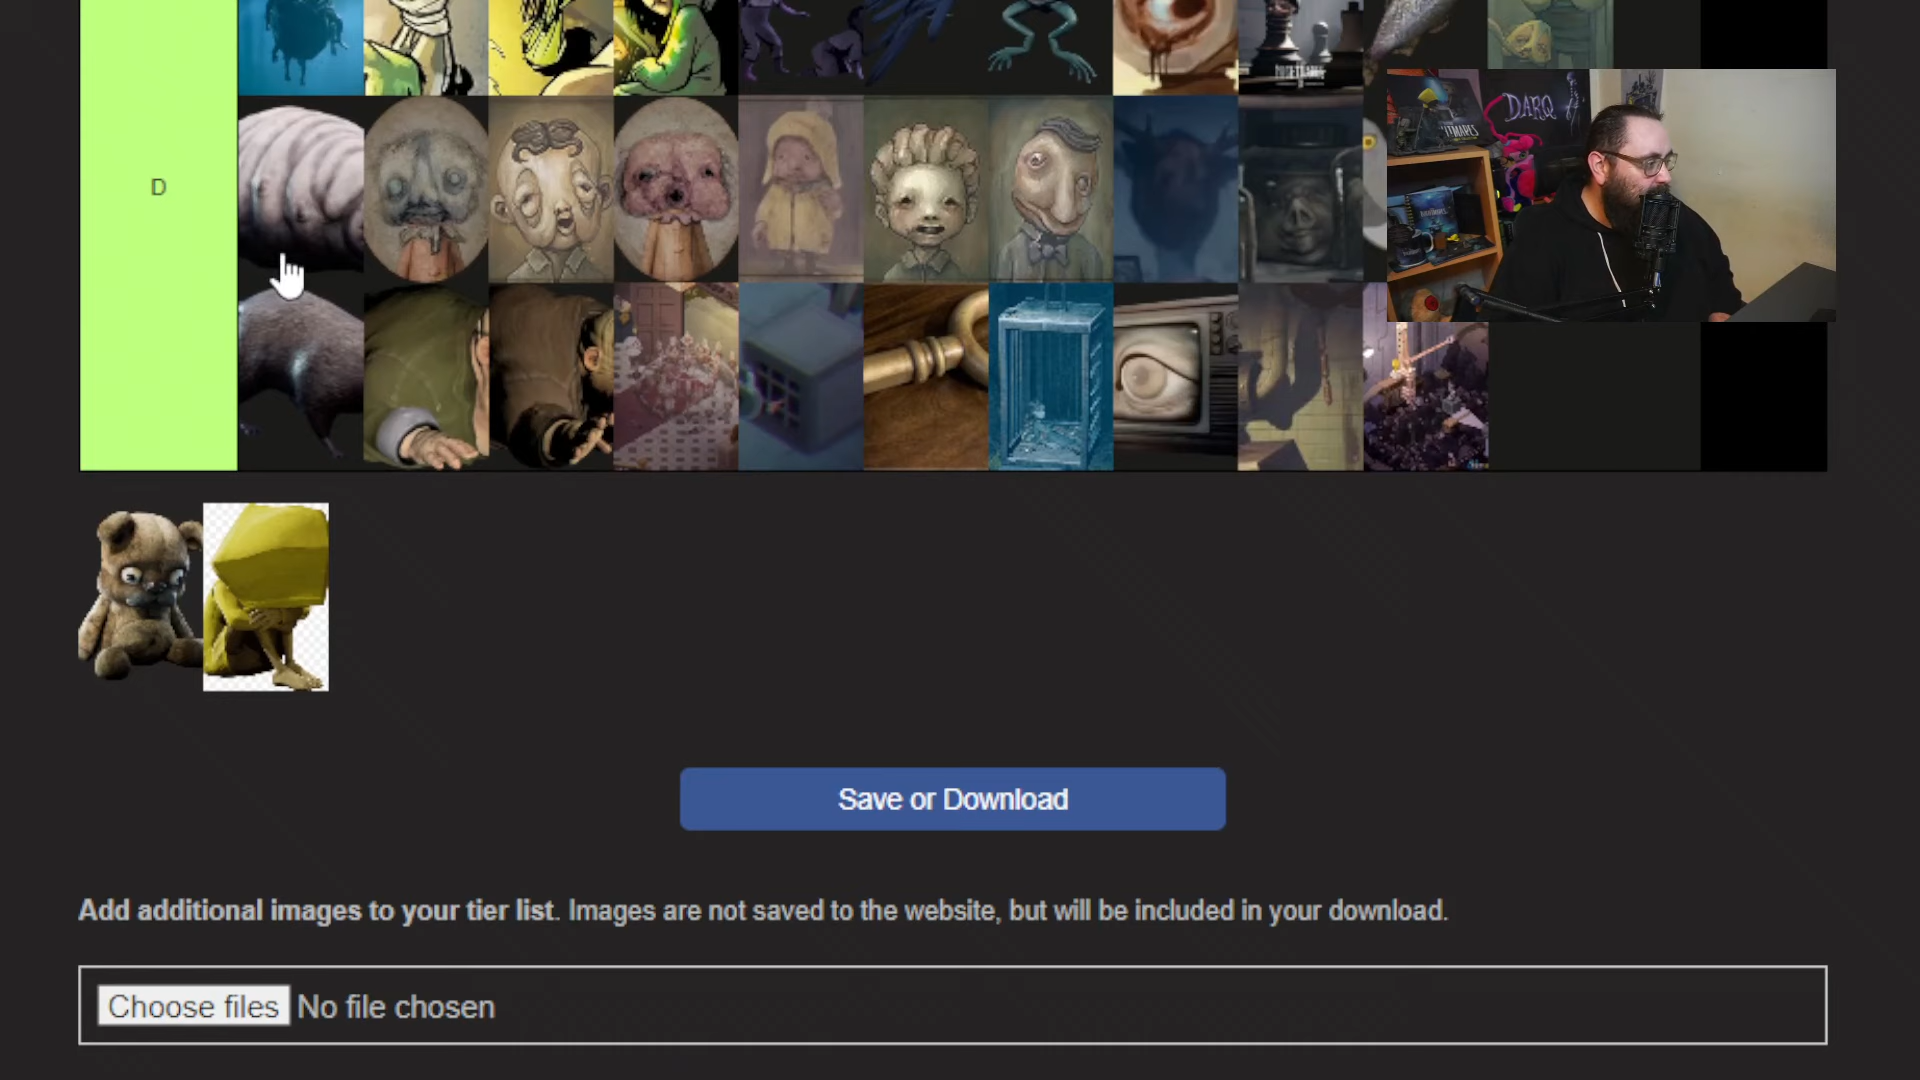 DARQ
D
Save or Download
Add additional images to your tier list. Images are not saved to the website, but will be included in your download.
Choose files No file chosen